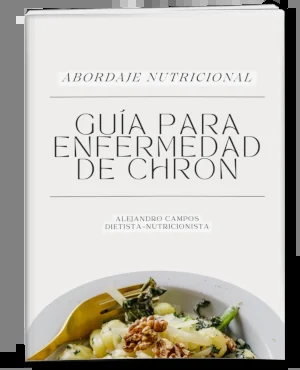 ABORDAJE NUTRICIONAL
GUÍA PARA
ENFERMEDAD
DE CHRON
ALEJANDRO CAMPOS
DIETISTA-NUTRICIONISTA